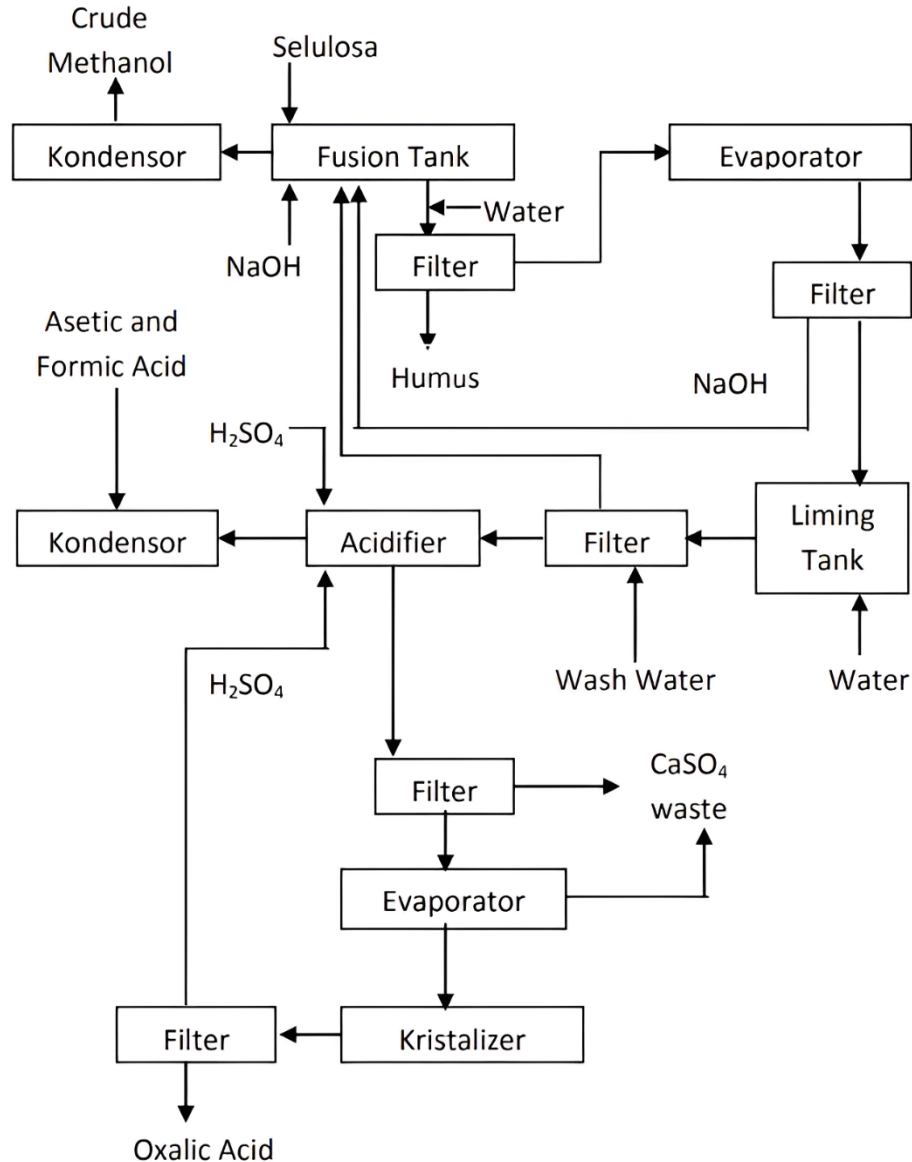 Crude
Methanol
Selulosa
Kondensor
Fusion Tank
Evaporator
Water
NaOH
Filter
Filter
Asetic and
Formic Acid
Humus
NaOH
H₂SO₄
Liming
Tank
Kondensor
Acidifier
Filter
H₂SO₄
Wash Water
Water
CaSO₄
waste
Filter
Evaporator
Filter
Kristalizer
Oxalic Acid